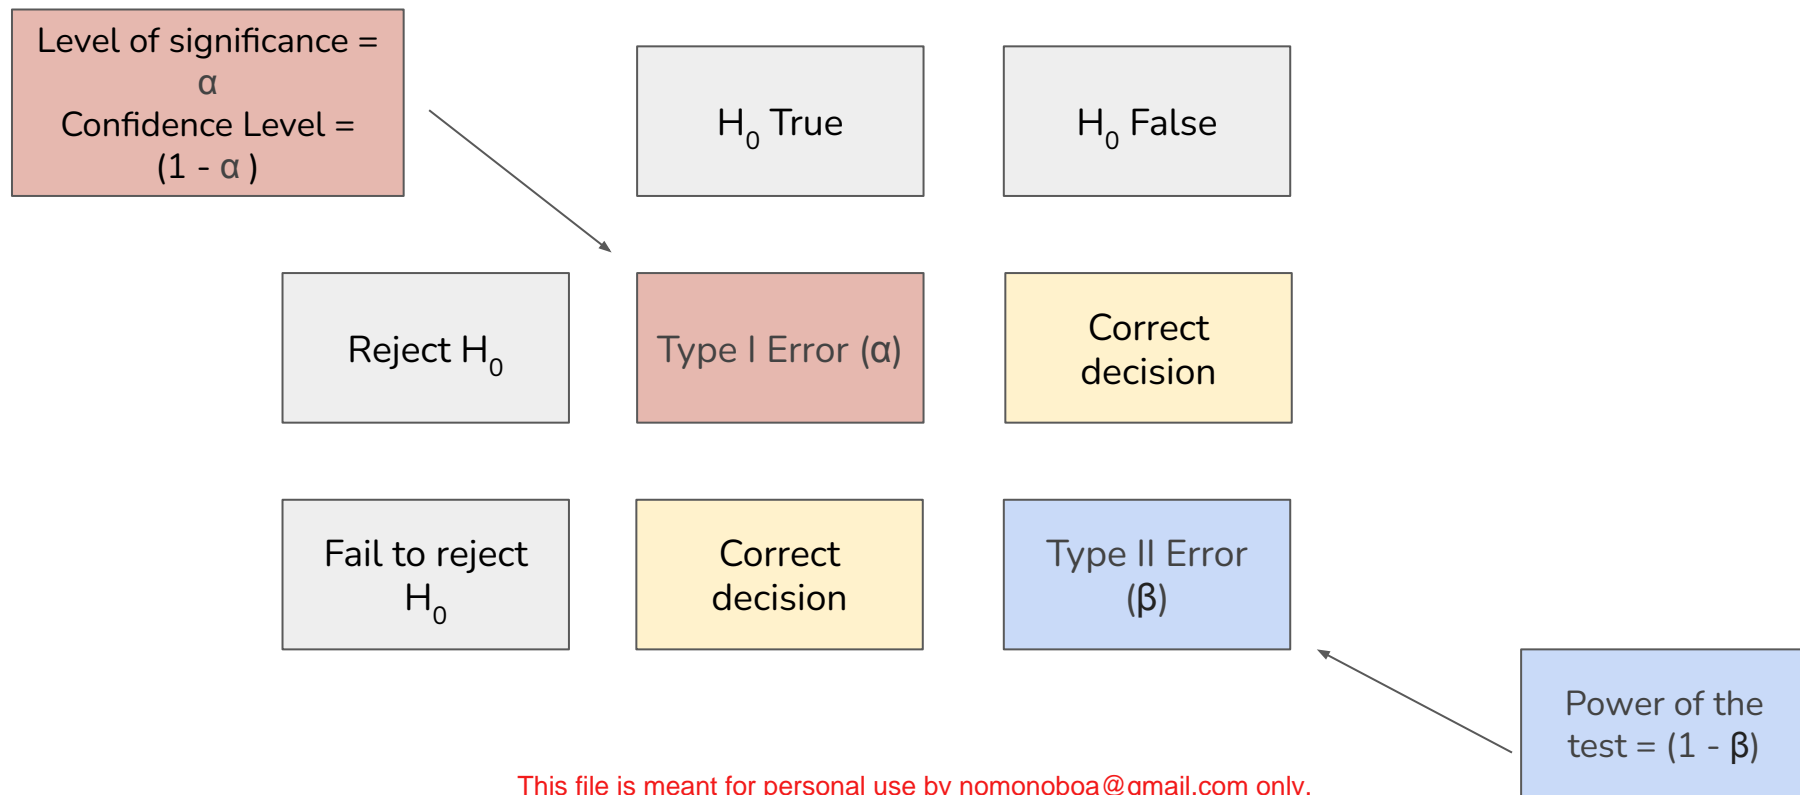 Level of significance =
α
Confidence Level =
(1 - α )
H₀ True
H₀ False
Reject H₀
Type I Error (α)
Correct
decision
Fail to reject
H₀
Correct
decision
Type II Error
(β)
Power of the
test = (1 - β)
This file is meant for personal use by nomonoboa@gmail.com only.